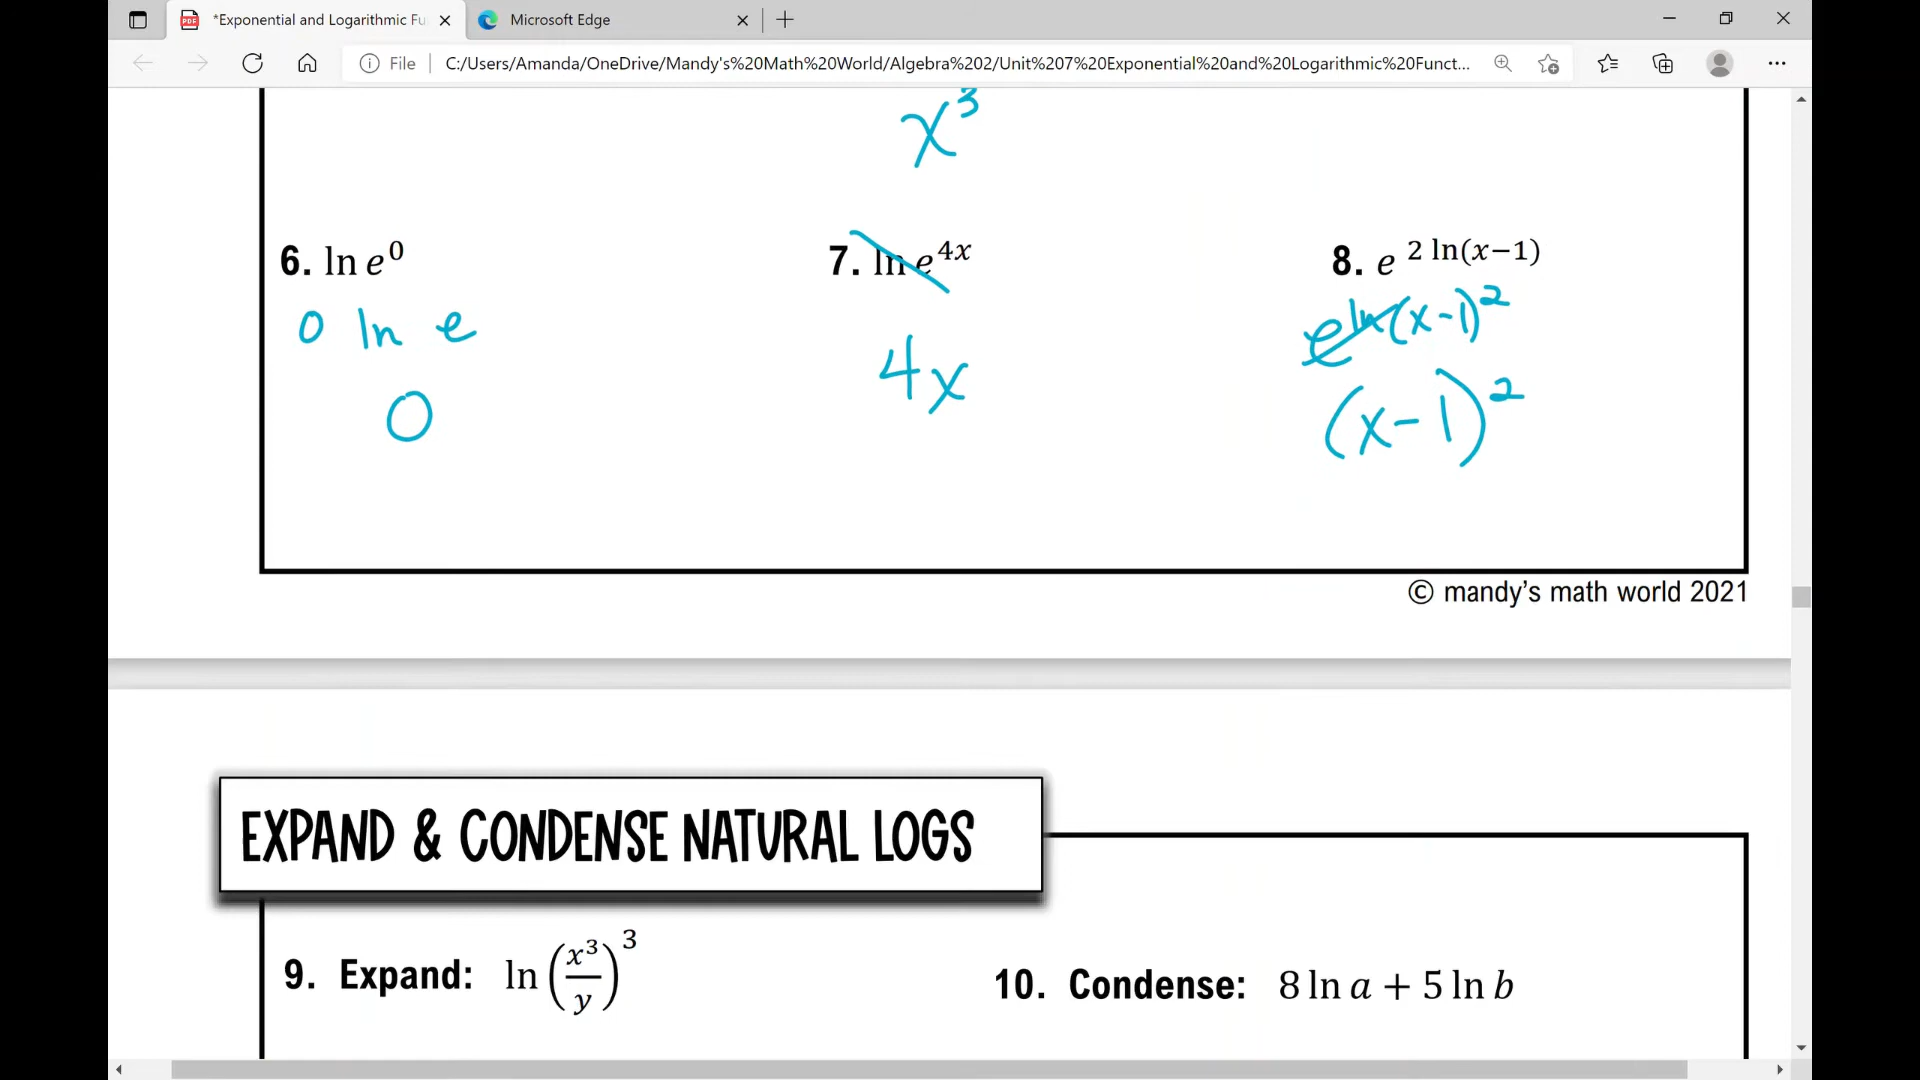 *Exponential and Logarithmic Fu
Microsoft Edge
File
C:/Users/Amanda/OneDrive/Mandy's%20Math%20World/Algebra%202/Unit%207%20Exponential%20and%20Logarithmic%20Funct...
x³
6. ln e⁰
7. ln e^{4x}
8. e^{2 ln(x−1)}
0 ln e
e^{ln(x-1)²}
0
4x
(x-1)²
© mandy's math world 2021
EXPAND & CONDENSE NATURAL LOGS
9. Expand: ln (x³/y)³
10. Condense: 8 ln a + 5 ln b